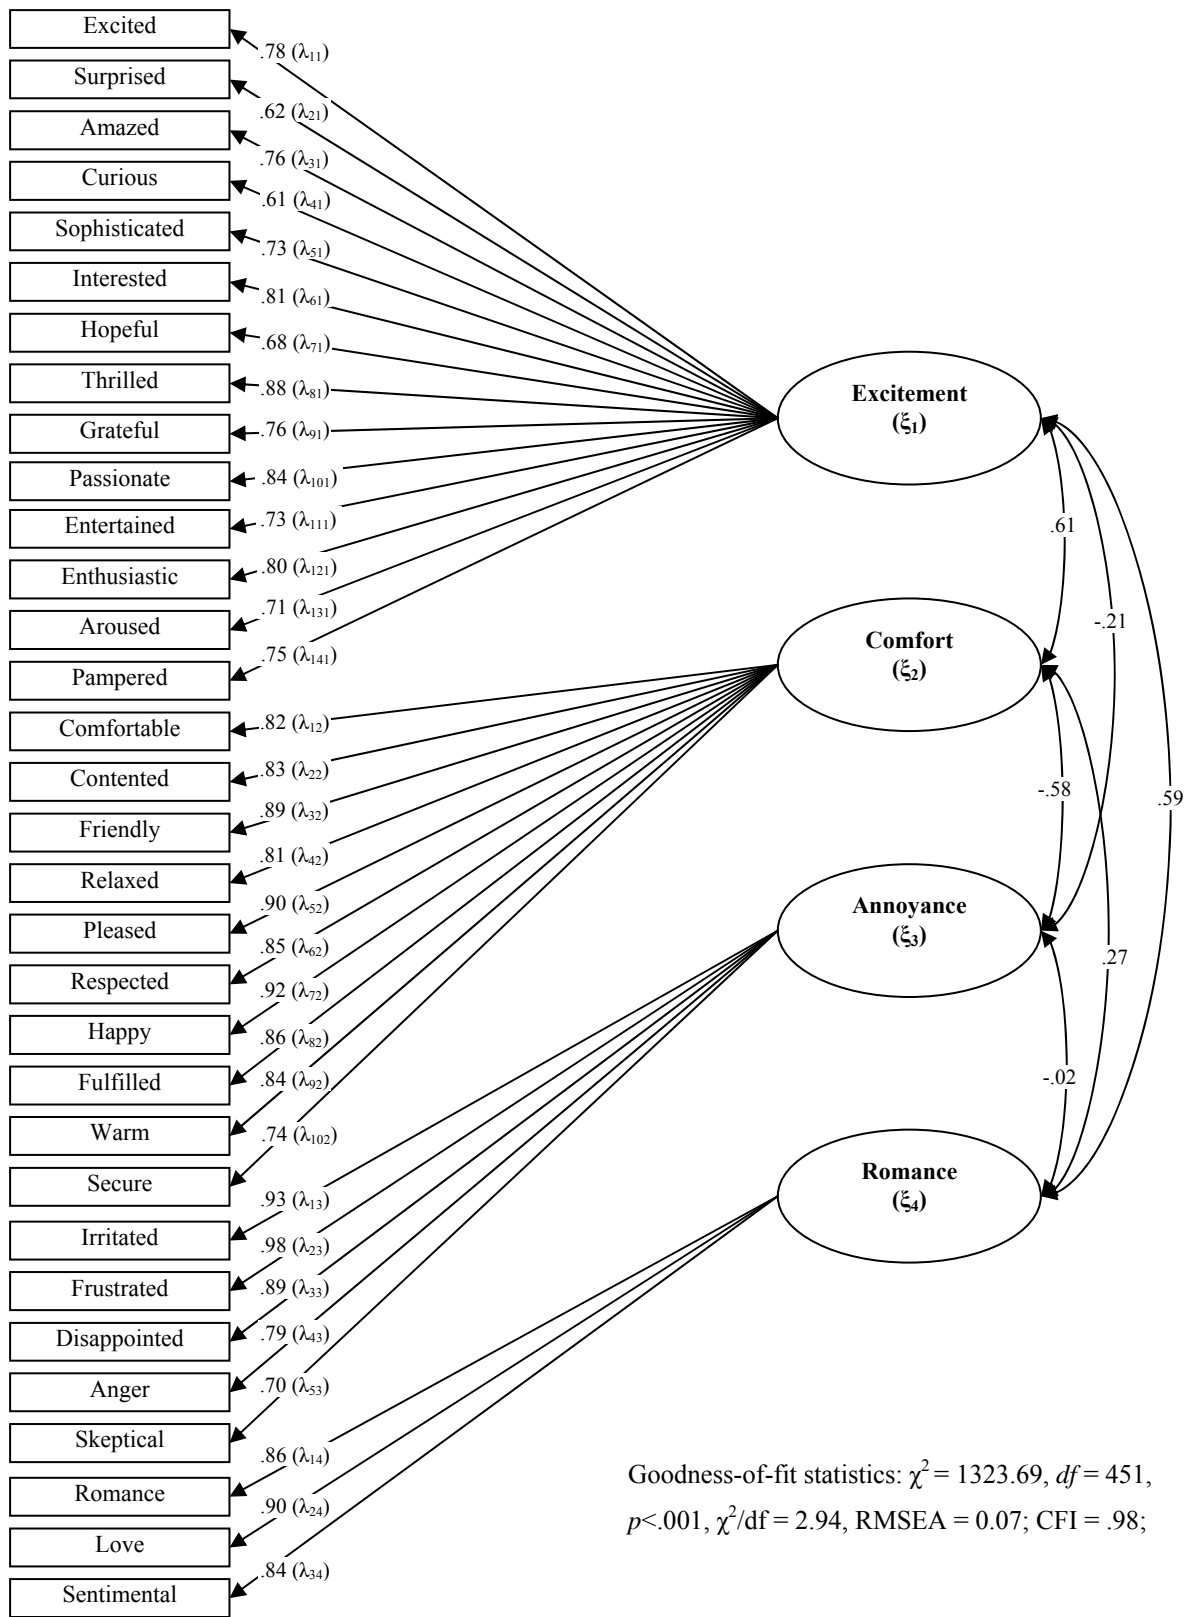 Excited
.78 (λ₁₁)
Surprised
.62 (λ₂₁)
Amazed
.76 (λ₃₁)
Curious
.61 (λ₄₁)
Sophisticated
.73 (λ₅₁)
Interested
.81 (λ₆₁)
Hopeful
.68 (λ₇₁)
Thrilled
.88 (λ₈₁)
Grateful
.76 (λ₉₁)
Passionate
.84 (λ₁₀₁)
Entertained
.73 (λ₁₁₁)
Enthusiastic
.80 (λ₁₂₁)
Aroused
.71 (λ₁₃₁)
Pampered
.75 (λ₁₄₁)
Comfortable
.82 (λ₁₂)
Contented
.83 (λ₂₂)
Friendly
.89 (λ₃₂)
Relaxed
.81 (λ₄₂)
Pleased
.90 (λ₅₂)
Respected
.85 (λ₆₂)
Happy
.92 (λ₇₂)
Fulfilled
.86 (λ₈₂)
Warm
.84 (λ₉₂)
Secure
.74 (λ₁₀₂)
Irritated
.93 (λ₁₃)
Frustrated
.98 (λ₂₃)
Disappointed
.89 (λ₃₃)
Anger
.79 (λ₄₃)
Skeptical
.70 (λ₅₃)
Romance
.86 (λ₁₄)
Love
.90 (λ₂₄)
Sentimental
.84 (λ₃₄)
Excitement
(ξ₁)
Comfort
(ξ₂)
Annoyance
(ξ₃)
Romance
(ξ₄)
.61
-.21
-.58
.59
.27
-.02
Goodness-of-fit statistics: χ² = 1323.69, df = 451,
p<.001, χ²/df = 2.94, RMSEA = 0.07; CFI = .98;